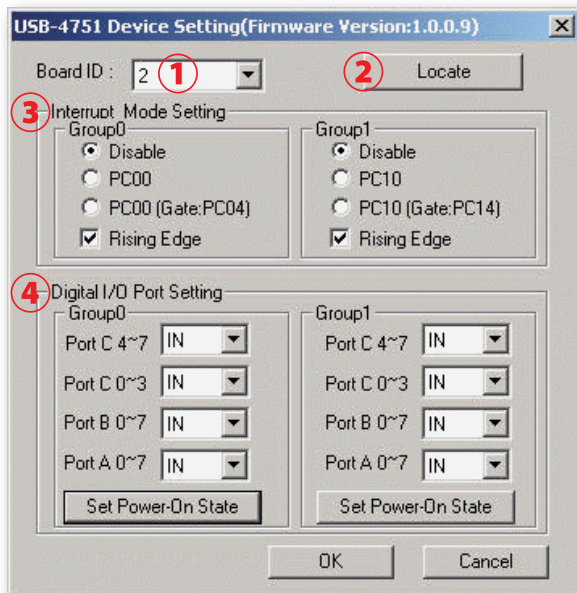 USB-4751 Device Setting(Firmware Version:1.0.0.9)
Board ID : 2 1 2 Locate
3 Interrupt Mode Setting
Group0 Group1
Disable Disable
PC00 PC10
PC00 (Gate:PC04) PC10 (Gate:PC14)
Rising Edge Rising Edge
4 Digital I/O Port Setting
Group0 Group1
Port C 4~7 IN Port C 4~7 IN
Port C 0~3 IN Port C 0~3 IN
Port B 0~7 IN Port B 0~7 IN
Port A 0~7 IN Port A 0~7 IN
Set Power-On State Set Power-On State
OK Cancel